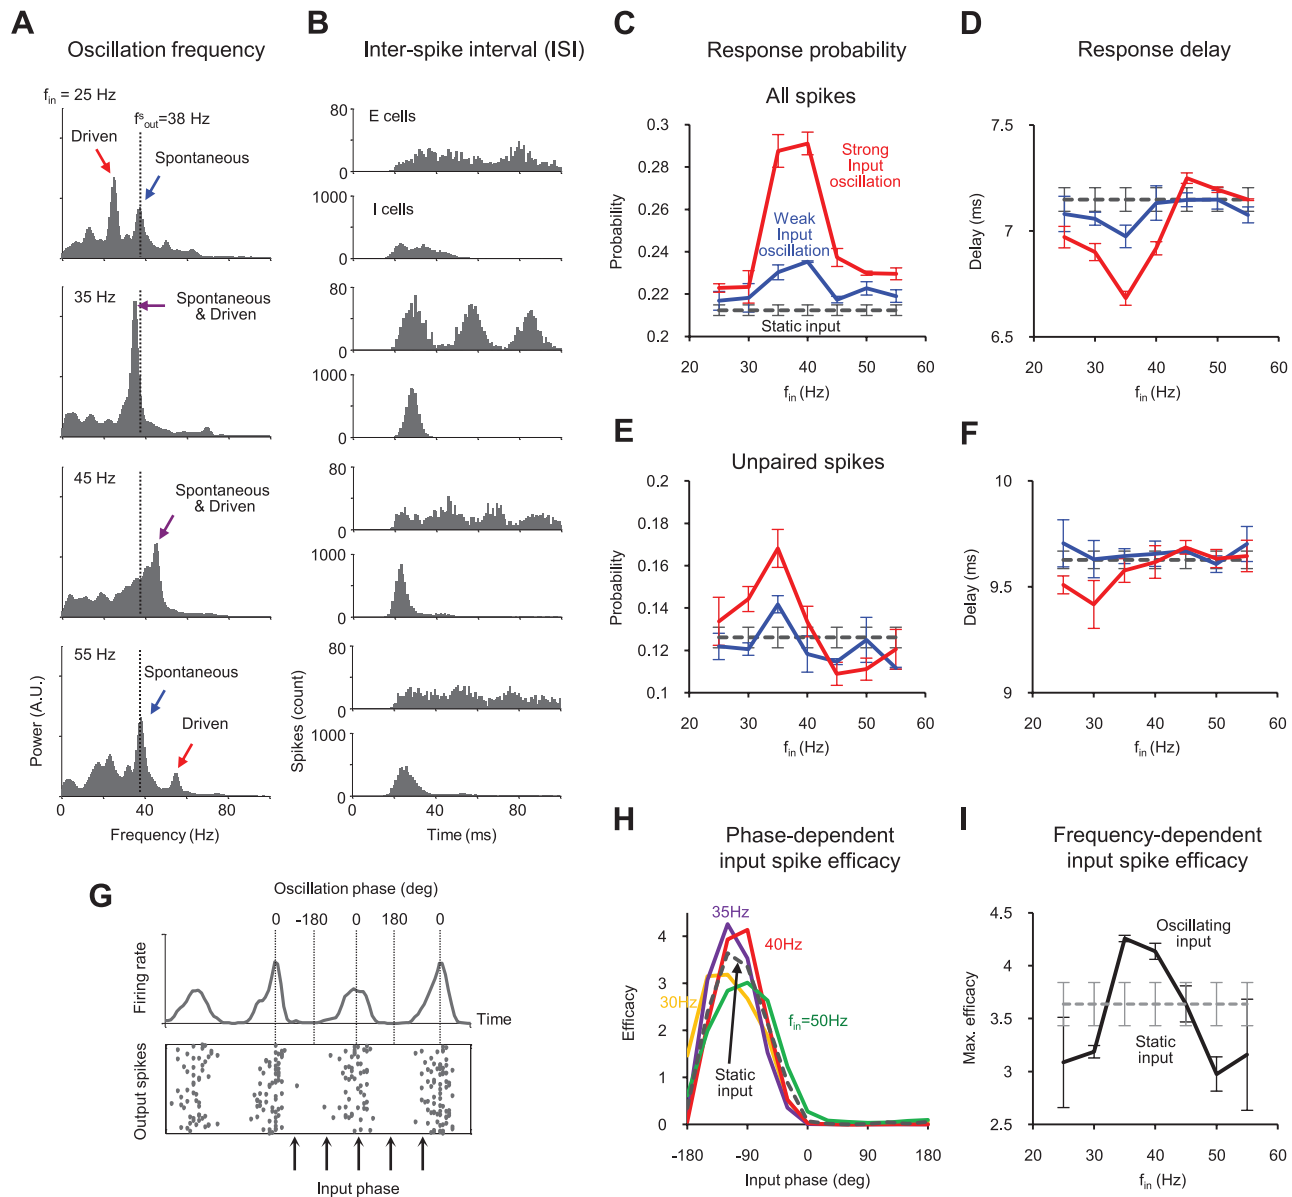 A
Oscillation frequency
f_in = 25 Hz
f^s_out=38 Hz
Driven
Spontaneous
35 Hz
Spontaneous
& Driven
45 Hz
Spontaneous
& Driven
55 Hz
Spontaneous
Driven
Power (A.U.)
0 40 80
Frequency (Hz)
B
Inter-spike interval (ISI)
80
E cells
0
1000
I cells
0
80
0
1000
0
80
0
1000
0
80
0
1000
0
Spikes (count)
0 40 80
Time (ms)
C
Response probability
All spikes
0.3
0.28
0.26
0.24
0.22
0.2
Probability
Strong
Input
oscillation
Weak
Input
oscillation
Static input
20 30 40 50 60
f_in (Hz)
D
Response delay
7.5
7
6.5
Delay (ms)
20 30 40 50 60
f_in (Hz)
E
Unpaired spikes
0.2
0.18
0.16
0.14
0.12
0.1
Probability
20 30 40 50 60
f_in (Hz)
F
10
9.5
9
Delay (ms)
20 30 40 50 60
f_in (Hz)
G
Oscillation phase (deg)
0 -180 0 180 0
Firing rate
Time
Output spikes
Input phase
H
Phase-dependent
input spike efficacy
35Hz
40Hz
30Hz
f_in=50Hz
Static
input
4
3
2
1
0
Efficacy
-180 -90 0 90 180
Input phase (deg)
I
Frequency-dependent
input spike efficacy
4.5
4
3.5
3
2.5
Max. efficacy
Oscillating
input
Static
input
20 30 40 50 60
f_in (Hz)